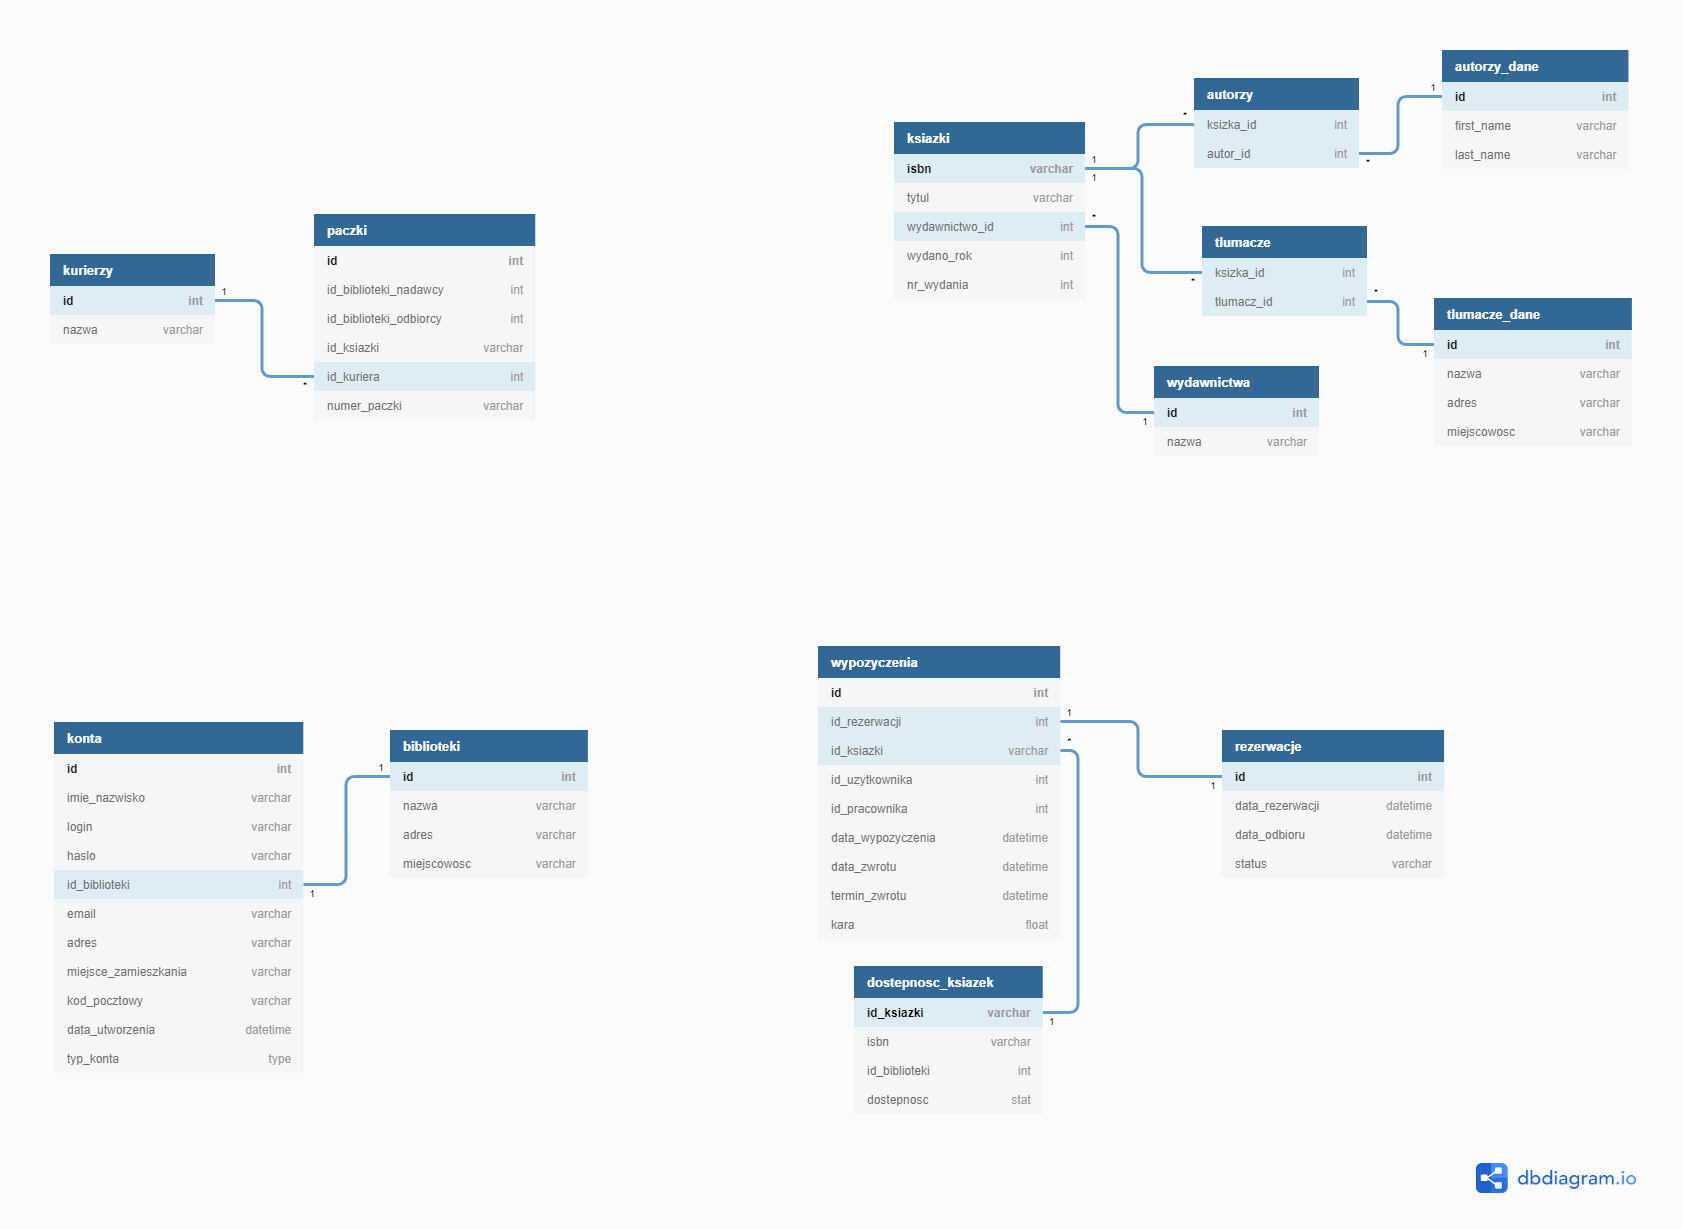 kurierzy
id int
nazwa varchar
paczki
id int
id_biblioteki_nadawcy int
id_biblioteki_odbiorcy int
id_ksiazki varchar
id_kuriera int
numer_paczki varchar
1
*
ksiazki
isbn varchar
tytul varchar
wydawnictwo_id int
wydano_rok int
nr_wydania int
1
1
*
autorzy
ksizka_id int
autor_id int
*
*
autorzy_dane
id int
first_name varchar
last_name varchar
1
tlumacze
ksizka_id int
tlumacz_id int
*
*
tlumacze_dane
id int
nazwa varchar
adres varchar
miejscowosc varchar
1
wydawnictwa
id int
nazwa varchar
1
konta
id int
imie_nazwisko varchar
login varchar
haslo varchar
id_biblioteki int
email varchar
adres varchar
miejsce_zamieszkania varchar
kod_pocztowy varchar
data_utworzenia datetime
typ_konta type
1
biblioteki
id int
nazwa varchar
adres varchar
miejscowosc varchar
1
wypozyczenia
id int
id_rezerwacji int
id_ksiazki varchar
id_uzytkownika int
id_pracownika int
data_wypozyczenia datetime
data_zwrotu datetime
termin_zwrotu datetime
kara float
1
*
rezerwacje
id int
data_rezerwacji datetime
data_odbioru datetime
status varchar
1
dostepnosc_ksiazek
id_ksiazki varchar
isbn varchar
id_biblioteki int
dostepnosc stat
1
dbdiagram.io